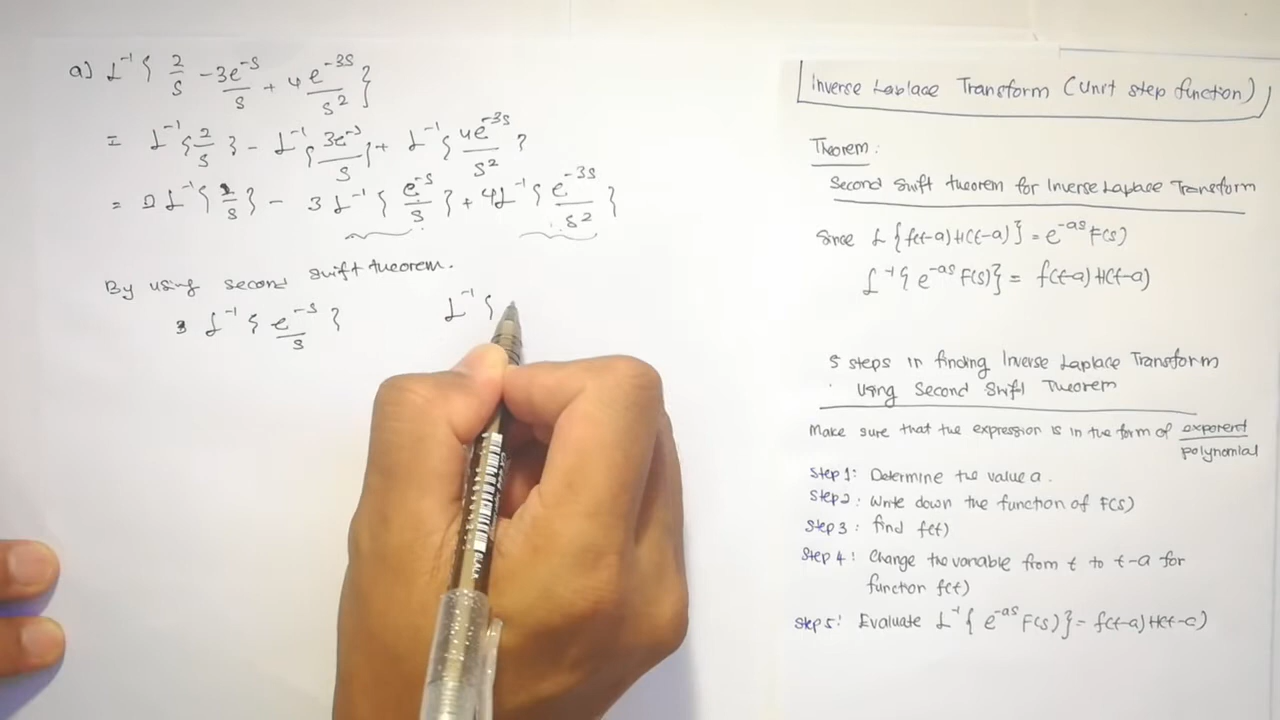 a) L⁻¹ { 2/s - 3e^-s/s + 4 e^-3s/s² }
= L⁻¹ { 2/s } - L⁻¹ { 3e^-s/s } + L⁻¹ { 4e^-3s/s² }
= 2 L⁻¹ { 1/s } - 3 L⁻¹ { e^-s/s } + 4L⁻¹ { e^-3s/s² }
By using second swift theorem.
3 L⁻¹ { e^-s/s }
L⁻¹ {
Inverse Laplace Transform (Unit step function)
Theorem:
Second Swift theorem for Inverse Laplace Transform
Since L {f(t-a)H(t-a)} = e^-as F(s)
L⁻¹ { e^-as F(s)} = f(t-a)H(t-a)
5 steps in finding Inverse Laplace Transform
Using Second Swift Theorem
Make sure that the expression is in the form of exponent/polynomial
Step 1: Determine the value a.
Step 2: Write down the function of F(s)
Step 3: find f(t)
Step 4: Change the variable from t to t-a for
function f(t)
Step 5: Evaluate L⁻¹ { e^-as F(s)} = f(t-a)H(t-a)
BLACK